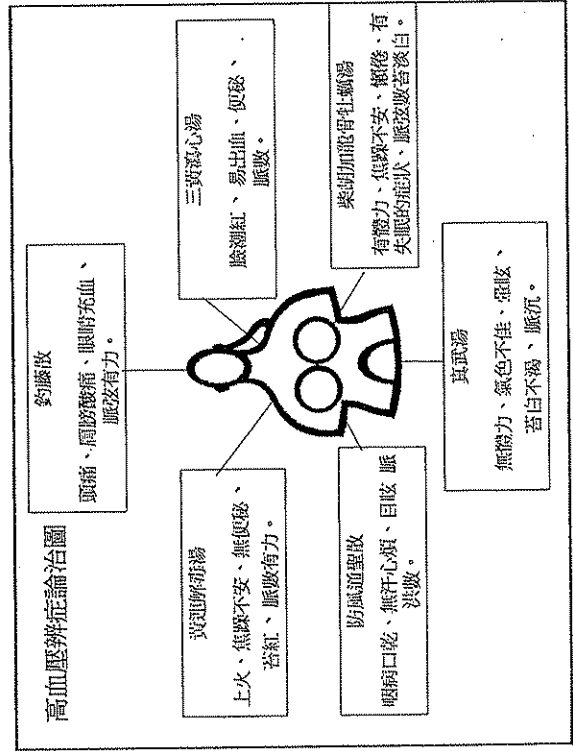 高血壓辨症論治圖
釣藤散
頭痛、肩膀酸痛、眼睛充血、
脈弦有力。
黃連解毒湯
上火、焦躁不安、無便秘、
苔紅、脈數有力。
三黃瀉心湯
臉潮紅、易出血、便秘、
脈數。
防風通聖散
咽病口乾、無汗心煩、目眩 脈
洪數。
柴胡加龍骨牡蠣湯
有體力、焦躁不安、懶倦、有
失眠的症狀、脈弦數苔淡白。
真武湯
無體力、氣色不佳、暈眩、
苔白不渴、脈沉。